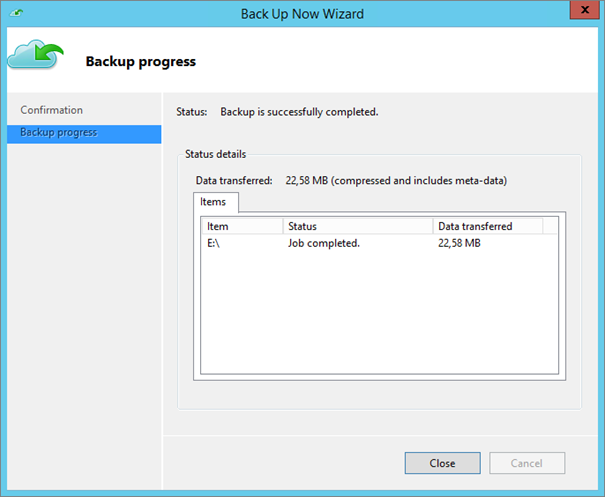 Back Up Now Wizard
x
Backup progress
Confirmation
Backup progress
Status: Backup is successfully completed.
Status details
Data transferred: 22,58 MB (compressed and includes meta-data)
Items
Item Status Data transferred
E:\ Job completed. 22,58 MB
Close Cancel